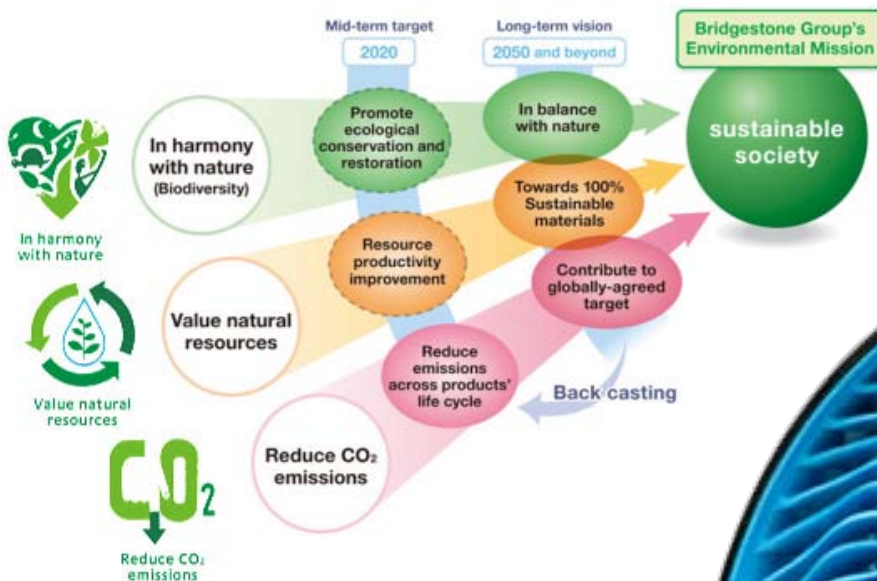 Mid-term target
2020
Long-term vision
2050 and beyond
Bridgestone Group's
Environmental Mission
In harmony
with nature
In harmony
with nature
(Biodiversity)
Promote
ecological
conservation and
restoration
In balance
with nature
sustainable
society
Value natural
resources
Value natural
resources
Resource
productivity
improvement
Towards 100%
Sustainable
materials
CO2
Reduce CO₂
emissions
Reduce CO₂
emissions
Reduce
emissions
across products'
life cycle
Contribute to
globally-agreed
target
Back casting